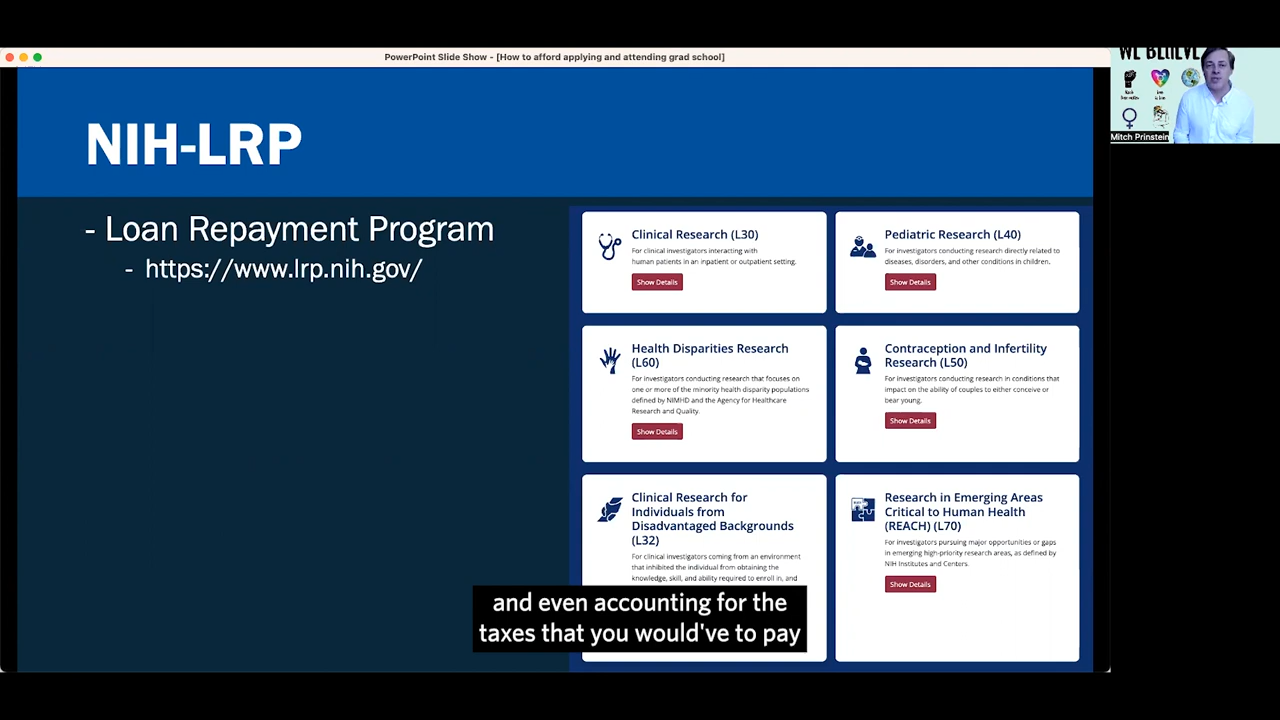 PowerPoint Slide Show - [How to afford applying and attending grad school]
WE BELIEVE
Mitch Prinstein
NIH-LRP
- Loan Repayment Program
- https://www.lrp.nih.gov/
Clinical Research (L30)
For clinical investigators interacting with
human patients in an inpatient or outpatient setting.
Show Details
Pediatric Research (L40)
For investigators conducting research directly related to
diseases, disorders, and other conditions in children.
Show Details
Health Disparities Research
(L60)
For investigators conducting research that focuses on
one or more of the minority health disparity populations
defined by NIMHD and the Agency for Healthcare
Research and Quality.
Show Details
Contraception and Infertility
Research (L50)
For investigators conducting research in conditions that
impact on the ability of couples to either conceive or
bear young.
Show Details
Clinical Research for
Individuals from
Disadvantaged Backgrounds
(L32)
For clinical investigators coming from an environment
that inhibited the individual from obtaining the
knowledge, skill, and ability required to enroll in, and
Research in Emerging Areas
Critical to Human Health
(REACH) (L70)
For investigators pursuing major opportunities or gaps
in emerging high-priority research areas, as defined by
NIH Institutes and Centers.
Show Details
and even accounting for the
taxes that you would've to pay